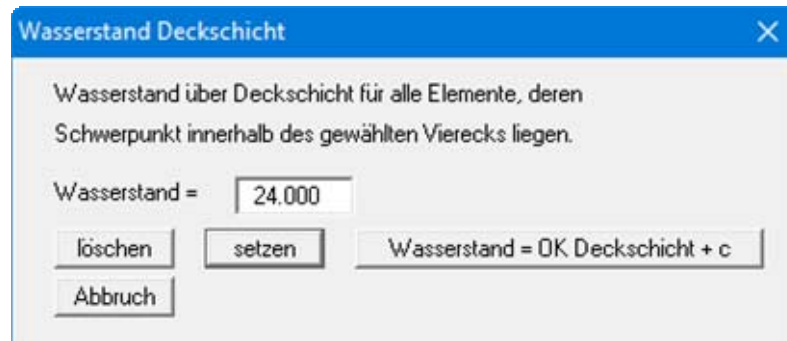 Wasserstand Deckschicht
Wasserstand über Deckschicht für alle Elemente, deren
Schwerpunkt innerhalb des gewählten Vierecks liegen.
Wasserstand = 24.000
löschen setzen Wasserstand = OK Deckschicht + c
Abbruch